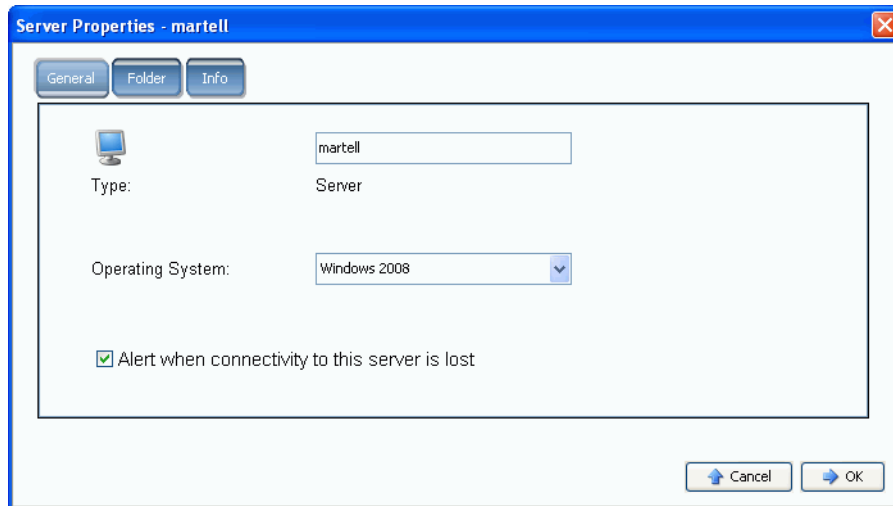 Server Properties - martell
General Folder Info
martell
Type: Server
Operating System: Windows 2008
Alert when connectivity to this server is lost
Cancel OK